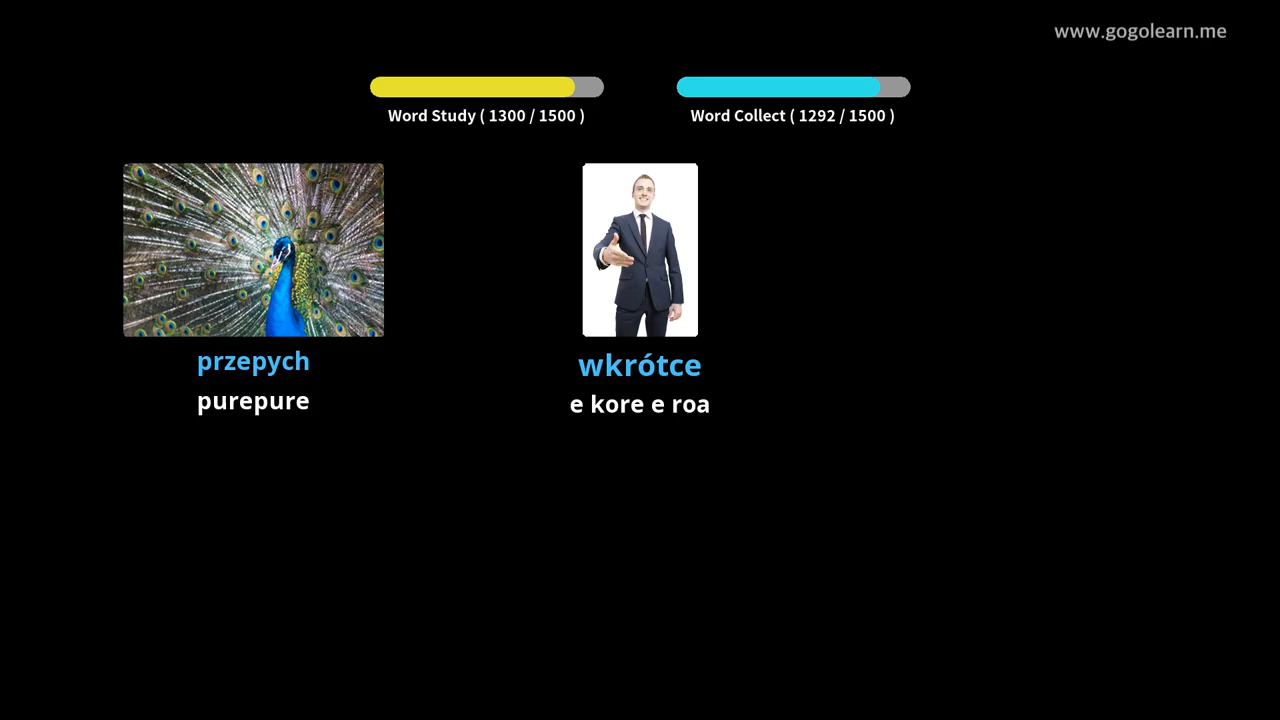 www.gogolearn.me
Word Study ( 1300 / 1500 )
Word Collect ( 1292 / 1500 )
przepych
purepure
wkrótce
e kore e roa